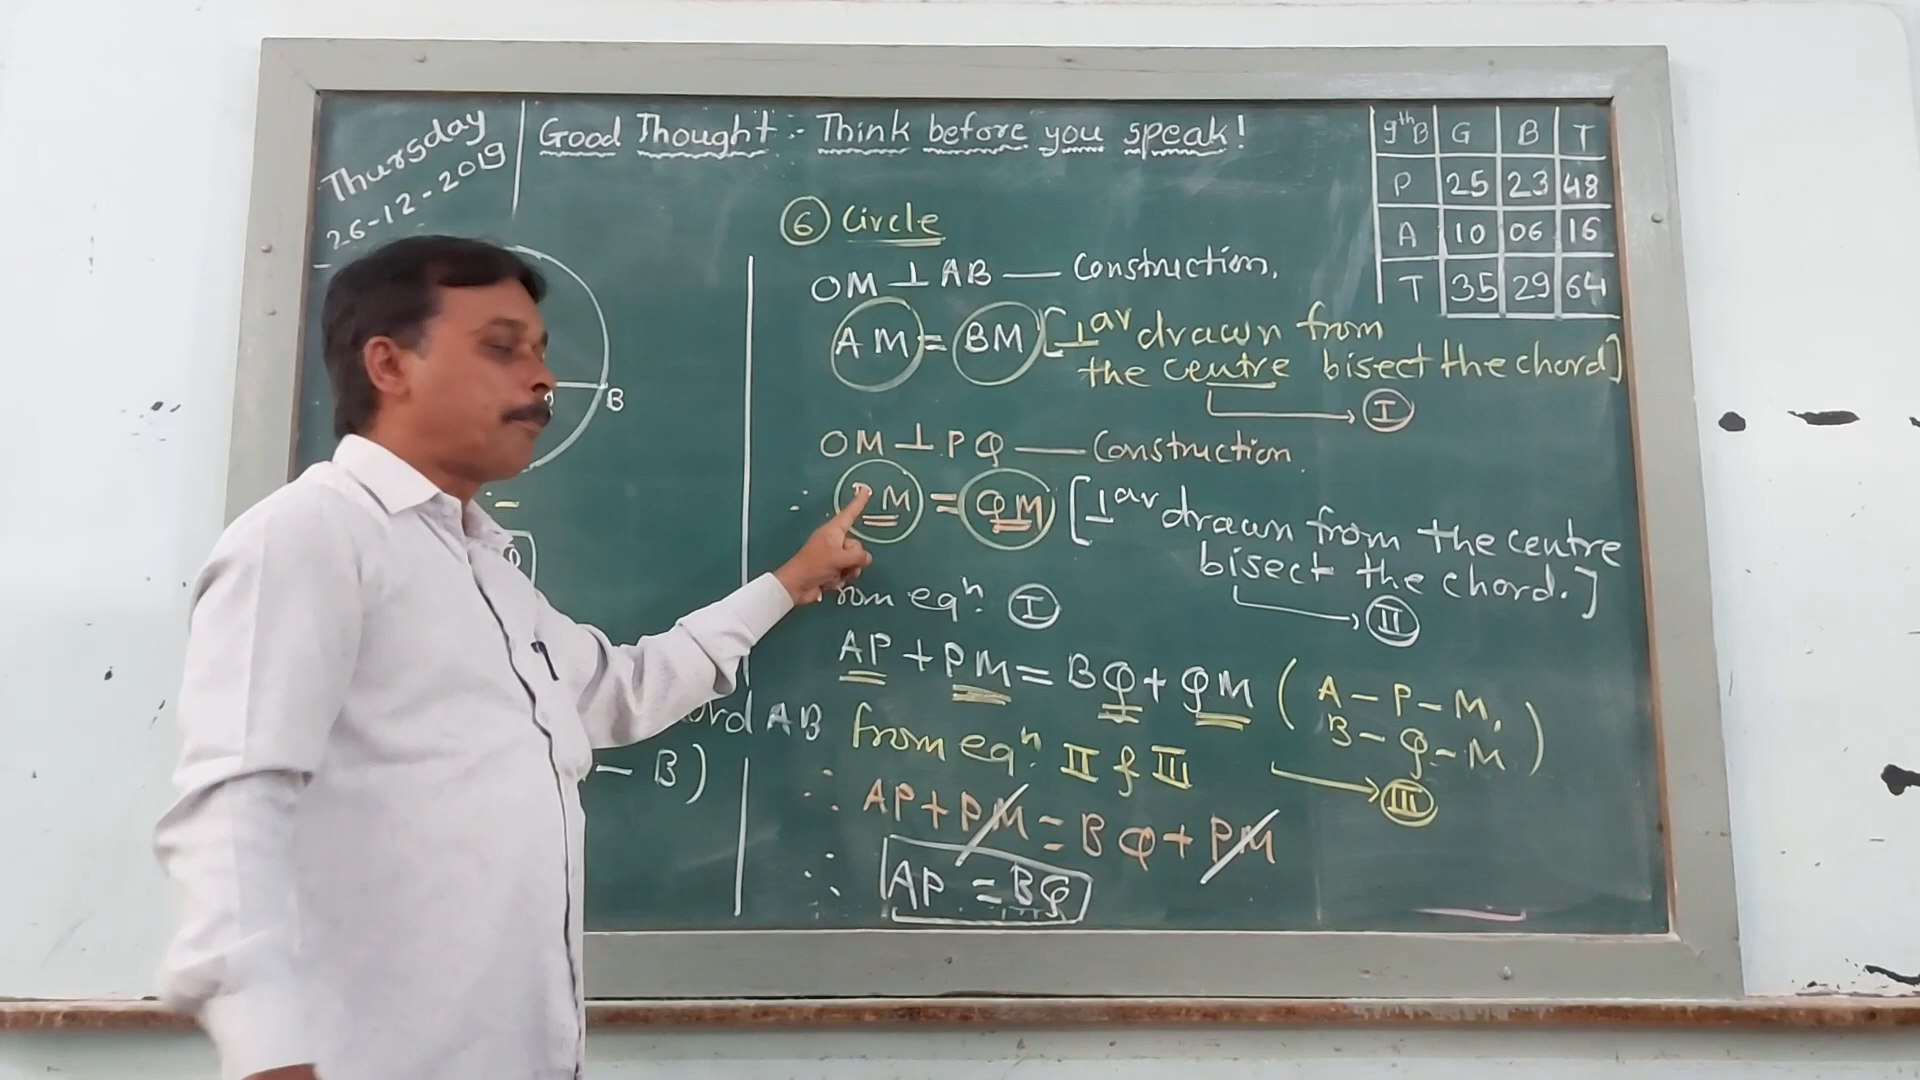 Thursday
26-12-2019
Good Thought :- Think before you speak!
9th B G B T
P 25 23 48
A 10 06 16
T 35 29 64
B
Q
AB
- B)
⑥ Circle
OM ⊥ AB — Construction.
AM = BM [⊥ar drawn from
the centre bisect the chord]
→ Ⓘ
OM ⊥ PQ — Construction.
∴ PM = QM [⊥ar drawn from the centre
bisect the chord.]
→ II
from eqn. I
AP + PM = BQ + QM ( A - P - M,
B - Q - M )
from eqn. II & III
→ III
∴ AP + PM = BQ + PM
∴ AP = BQ